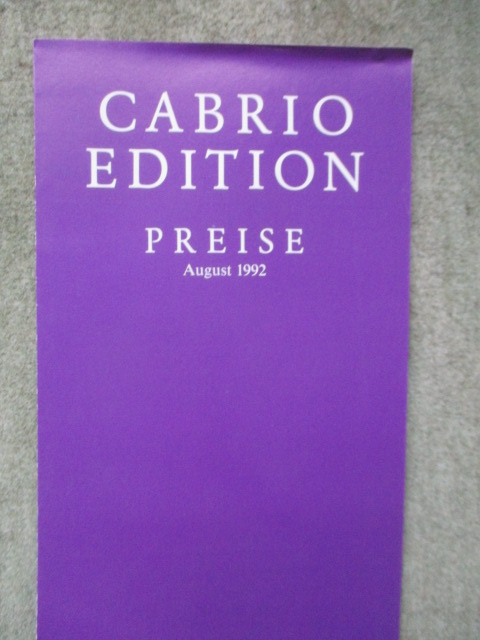 CABRIO
EDITION
PREISE
August 1992